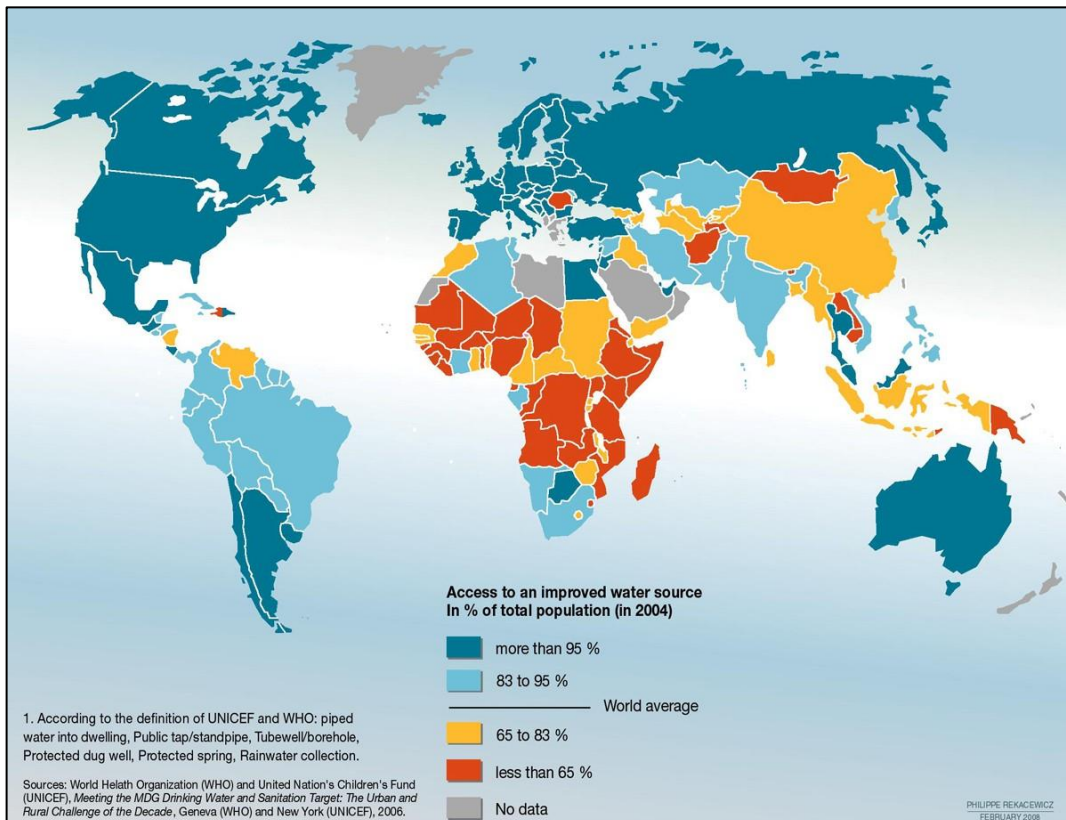 Access to an improved water source
In % of total population (in 2004)
more than 95 %
83 to 95 %
World average
65 to 83 %
less than 65 %
No data
1. According to the definition of UNICEF and WHO: piped
water into dwelling, Public tap/standpipe, Tubewell/borehole,
Protected dug well, Protected spring, Rainwater collection.
Sources: World Helath Organization (WHO) and United Nation's Children's Fund
(UNICEF), Meeting the MDG Drinking Water and Sanitation Target: The Urban and
Rural Challenge of the Decade, Geneva (WHO) and New York (UNICEF), 2006.
PHILIPPE REKACEWICZ
FEBRUARY 2008